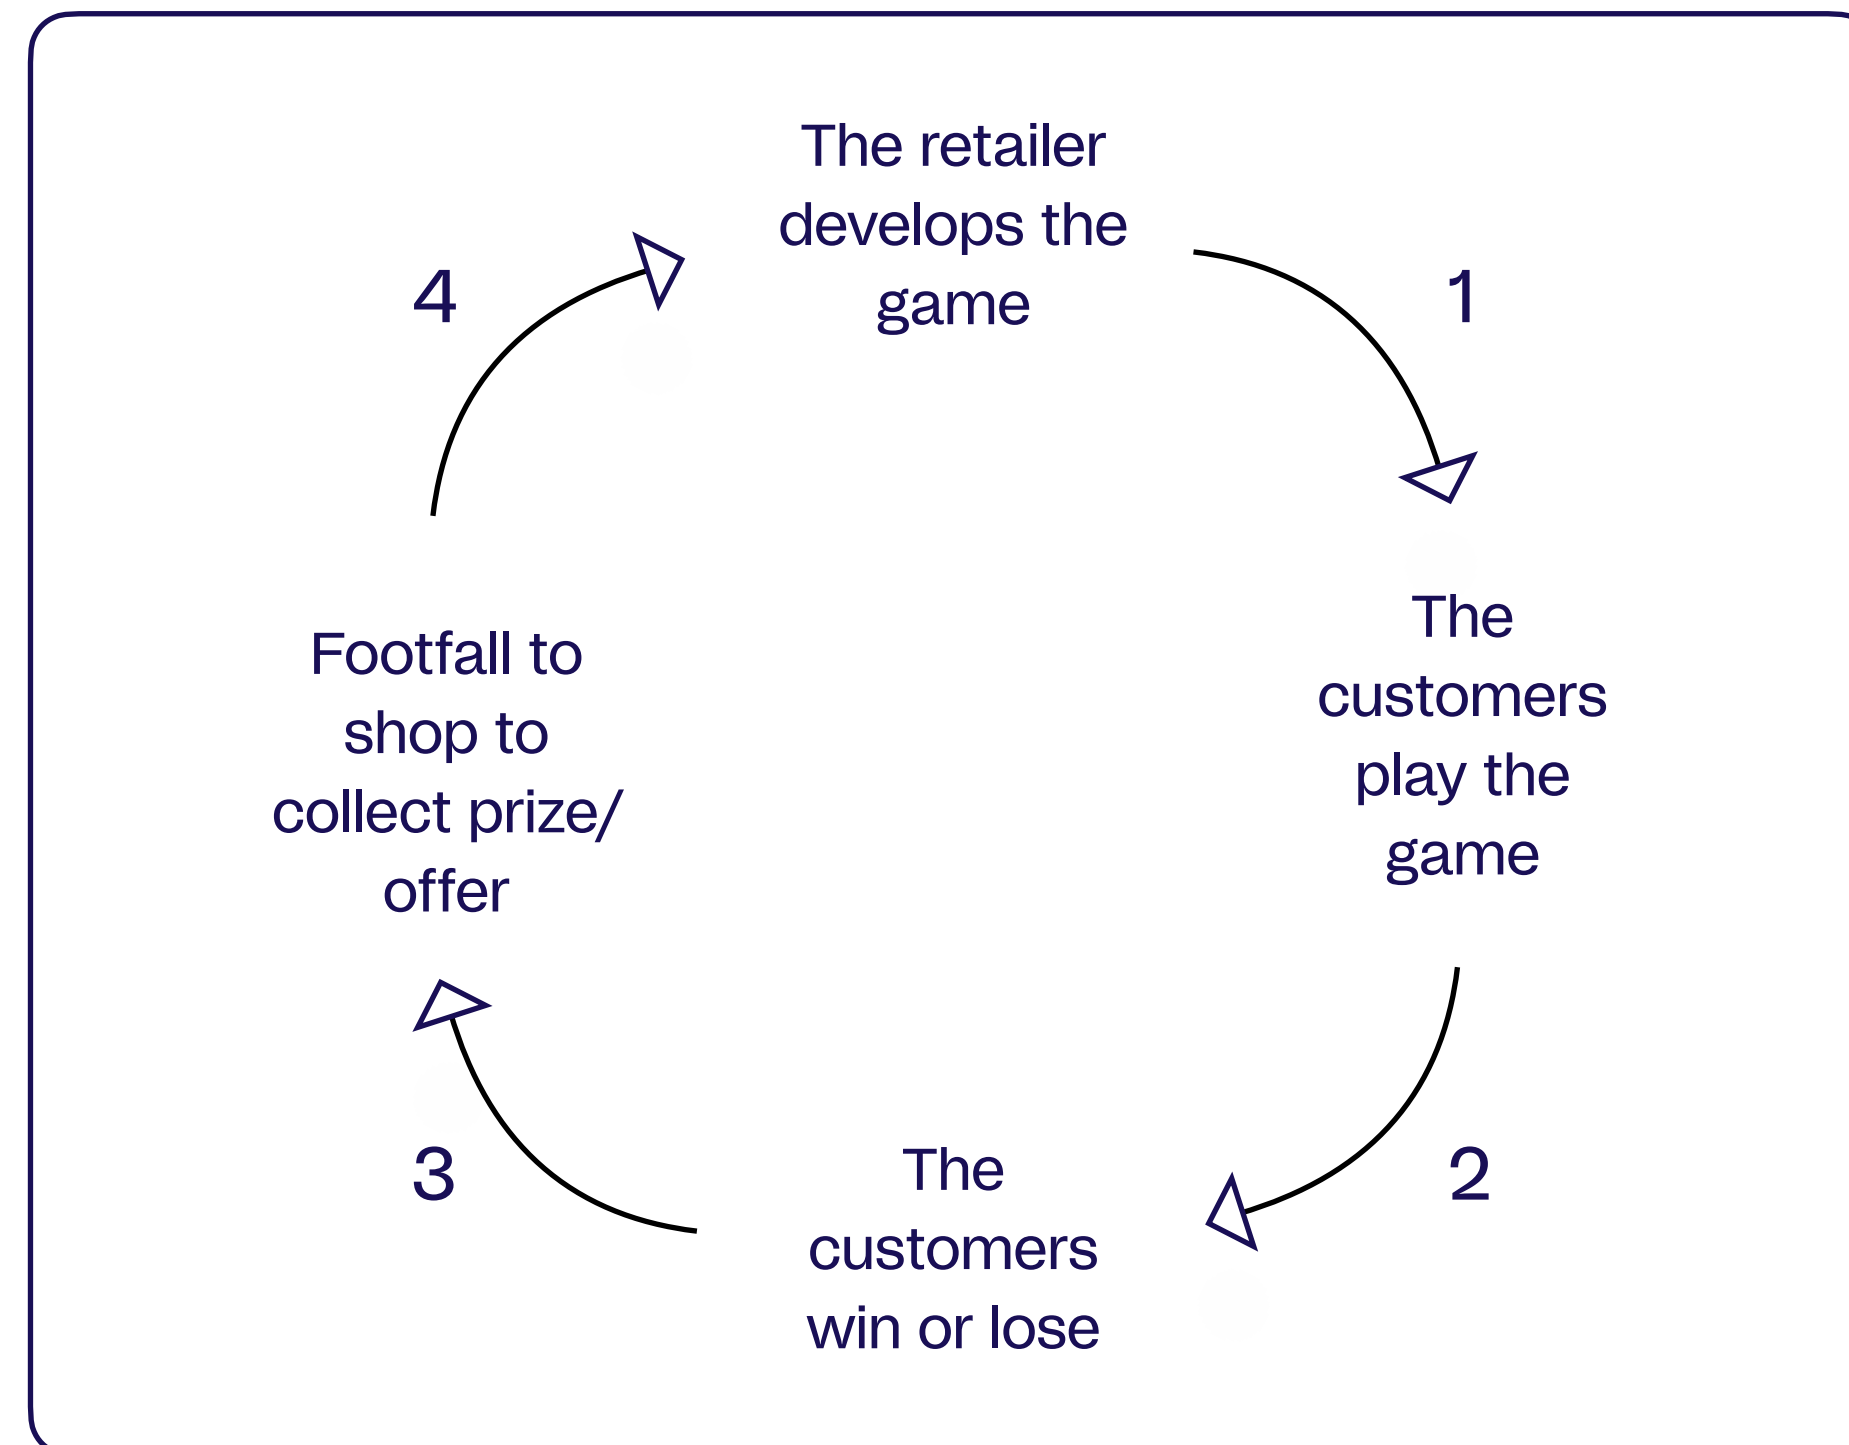 The retailer
develops the
game
1
The
customers
play the
game
2
The
customers
win or lose
3
Footfall to
shop to
collect prize/
offer
4